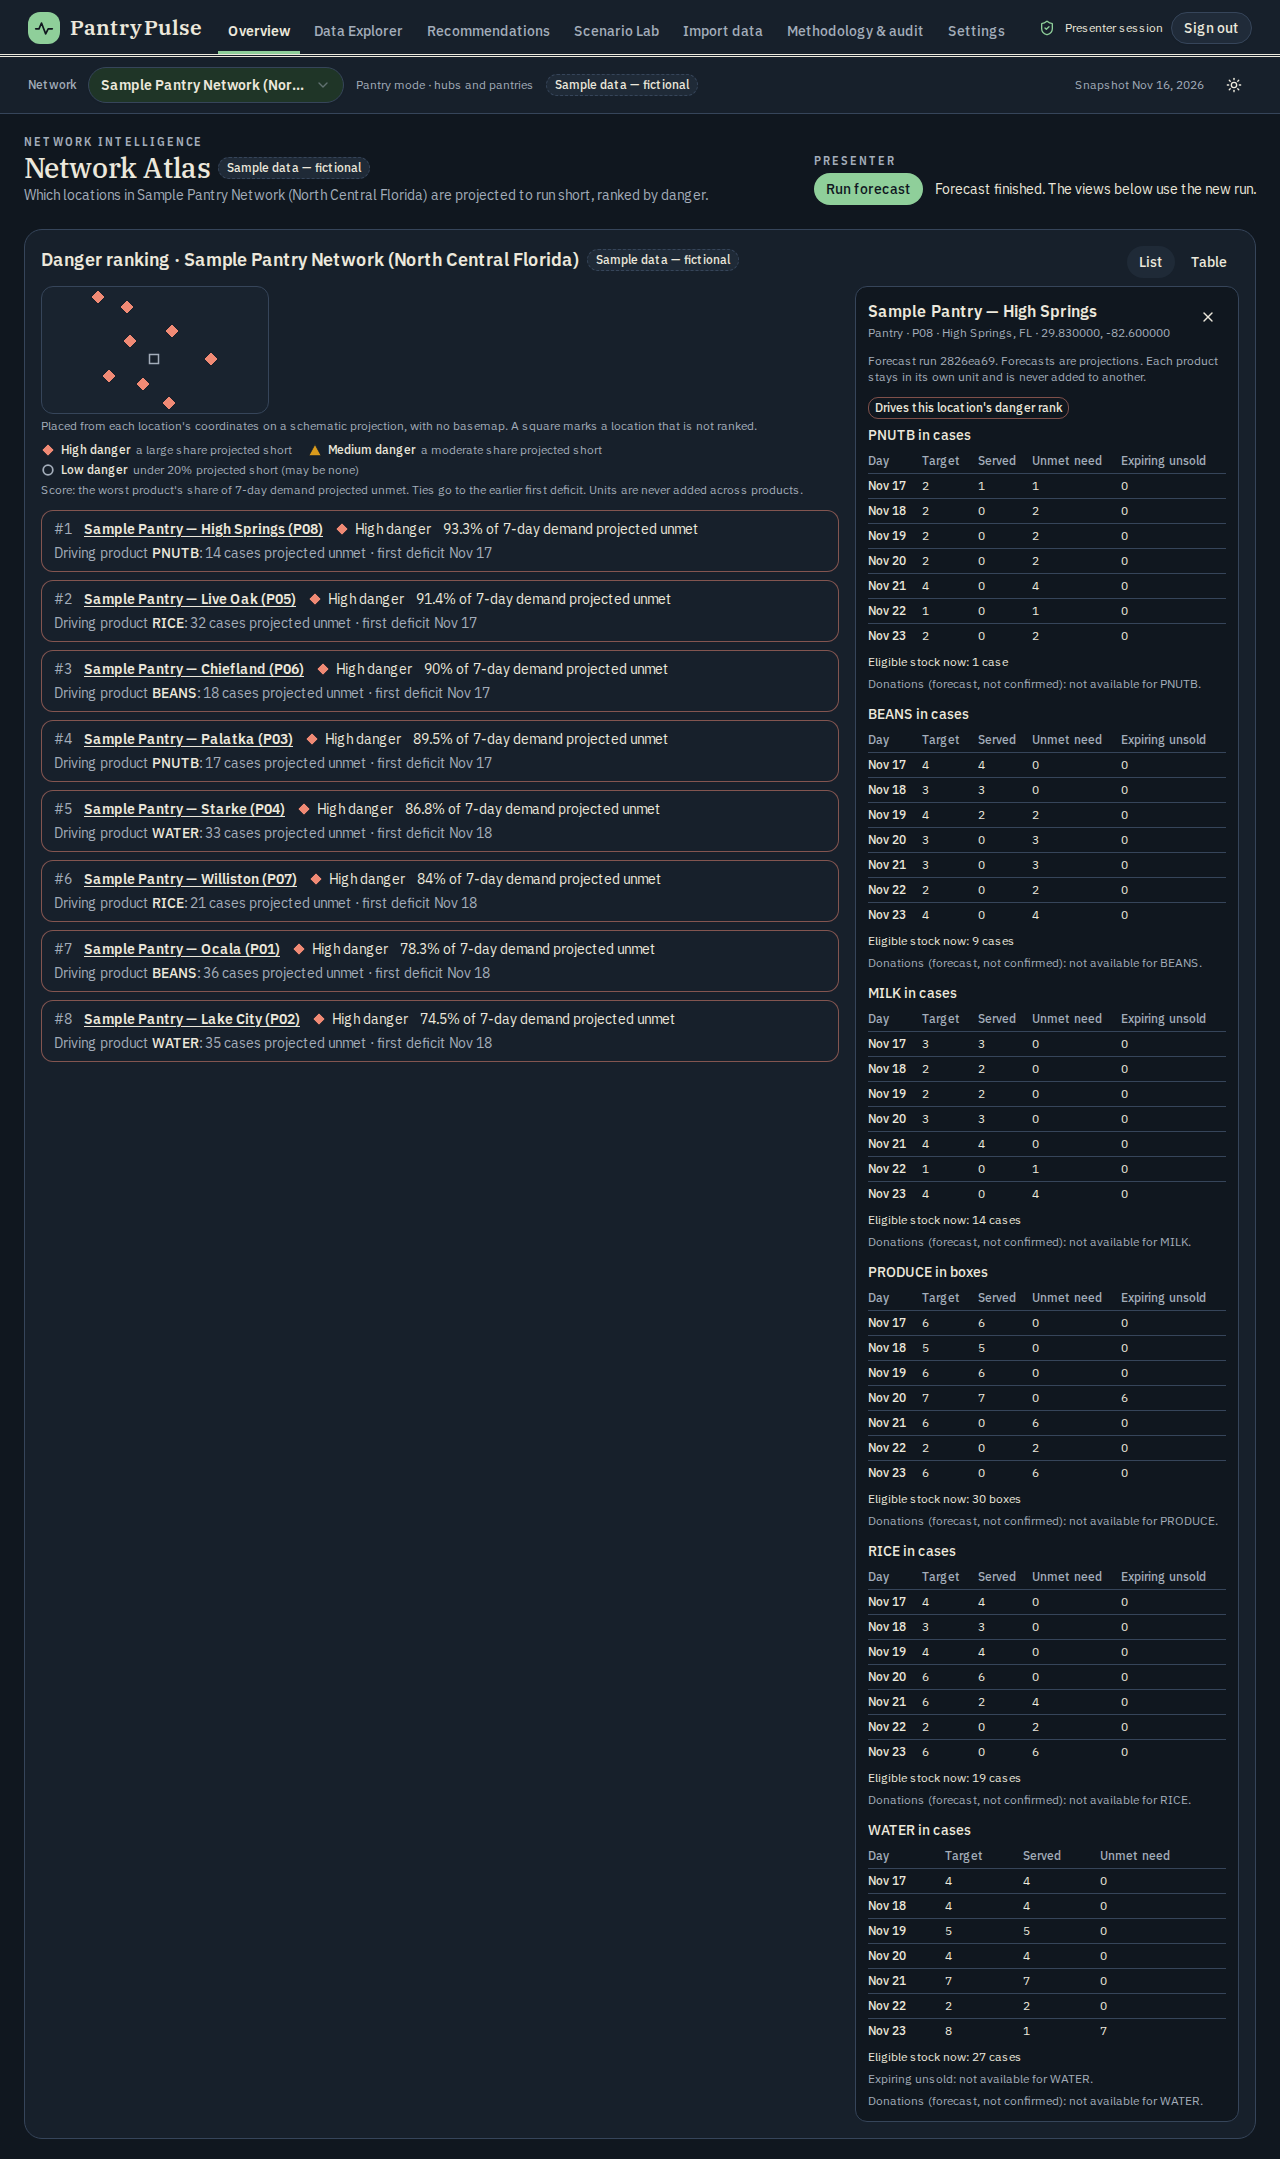 PantryPulse
Overview
Data Explorer
Recommendations
Scenario Lab
Import data
Methodology & audit
Settings
Presenter session
Sign out
Network
Sample Pantry Network (Nor...
Pantry mode · hubs and pantries
Sample data — fictional
Snapshot Nov 16, 2026
NETWORK INTELLIGENCE
Network Atlas
Sample data — fictional
Which locations in Sample Pantry Network (North Central Florida) are projected to run short, ranked by danger.
PRESENTER
Run forecast
Forecast finished. The views below use the new run.
Danger ranking · Sample Pantry Network (North Central Florida)
Sample data — fictional
List
Table
Placed from each location's coordinates on a schematic projection, with no basemap. A square marks a location that is not ranked.
High danger a large share projected short
Medium danger a moderate share projected short
Low danger under 20% projected short (may be none)
Score: the worst product's share of 7-day demand projected unmet. Ties go to the earlier first deficit. Units are never added across products.
#1 Sample Pantry — High Springs (P08) High danger 93.3% of 7-day demand projected unmet
Driving product PNUTB: 14 cases projected unmet · first deficit Nov 17
#2 Sample Pantry — Live Oak (P05) High danger 91.4% of 7-day demand projected unmet
Driving product RICE: 32 cases projected unmet · first deficit Nov 17
#3 Sample Pantry — Chiefland (P06) High danger 90% of 7-day demand projected unmet
Driving product BEANS: 18 cases projected unmet · first deficit Nov 17
#4 Sample Pantry — Palatka (P03) High danger 89.5% of 7-day demand projected unmet
Driving product PNUTB: 17 cases projected unmet · first deficit Nov 17
#5 Sample Pantry — Starke (P04) High danger 86.8% of 7-day demand projected unmet
Driving product WATER: 33 cases projected unmet · first deficit Nov 18
#6 Sample Pantry — Williston (P07) High danger 84% of 7-day demand projected unmet
Driving product RICE: 21 cases projected unmet · first deficit Nov 18
#7 Sample Pantry — Ocala (P01) High danger 78.3% of 7-day demand projected unmet
Driving product BEANS: 36 cases projected unmet · first deficit Nov 18
#8 Sample Pantry — Lake City (P02) High danger 74.5% of 7-day demand projected unmet
Driving product WATER: 35 cases projected unmet · first deficit Nov 18
Sample Pantry — High Springs
Pantry · P08 · High Springs, FL · 29.830000, -82.600000
Forecast run 2826ea69. Forecasts are projections. Each product
stays in its own unit and is never added to another.
Drives this location's danger rank
PNUTB in cases
Day Target Served Unmet need Expiring unsold
Nov 17 2 1 1 0
Nov 18 2 0 2 0
Nov 19 2 0 2 0
Nov 20 2 0 2 0
Nov 21 4 0 4 0
Nov 22 1 0 1 0
Nov 23 2 0 2 0
Eligible stock now: 1 case
Donations (forecast, not confirmed): not available for PNUTB.
BEANS in cases
Day Target Served Unmet need Expiring unsold
Nov 17 4 4 0 0
Nov 18 3 3 0 0
Nov 19 4 2 2 0
Nov 20 3 0 3 0
Nov 21 3 0 3 0
Nov 22 2 0 2 0
Nov 23 4 0 4 0
Eligible stock now: 9 cases
Donations (forecast, not confirmed): not available for BEANS.
MILK in cases
Day Target Served Unmet need Expiring unsold
Nov 17 3 3 0 0
Nov 18 2 2 0 0
Nov 19 2 2 0 0
Nov 20 3 3 0 0
Nov 21 4 4 0 0
Nov 22 1 0 1 0
Nov 23 4 0 4 0
Eligible stock now: 14 cases
Donations (forecast, not confirmed): not available for MILK.
PRODUCE in boxes
Day Target Served Unmet need Expiring unsold
Nov 17 6 6 0 0
Nov 18 5 5 0 0
Nov 19 6 6 0 0
Nov 20 7 7 0 6
Nov 21 6 0 6 0
Nov 22 2 0 2 0
Nov 23 6 0 6 0
Eligible stock now: 30 boxes
Donations (forecast, not confirmed): not available for PRODUCE.
RICE in cases
Day Target Served Unmet need Expiring unsold
Nov 17 4 4 0 0
Nov 18 3 3 0 0
Nov 19 4 4 0 0
Nov 20 6 6 0 0
Nov 21 6 2 4 0
Nov 22 2 0 2 0
Nov 23 6 0 6 0
Eligible stock now: 19 cases
Donations (forecast, not confirmed): not available for RICE.
WATER in cases
Day Target Served Unmet need
Nov 17 4 4 0
Nov 18 4 4 0
Nov 19 5 5 0
Nov 20 4 4 0
Nov 21 7 7 0
Nov 22 2 2 0
Nov 23 8 1 7
Eligible stock now: 27 cases
Expiring unsold: not available for WATER.
Donations (forecast, not confirmed): not available for WATER.